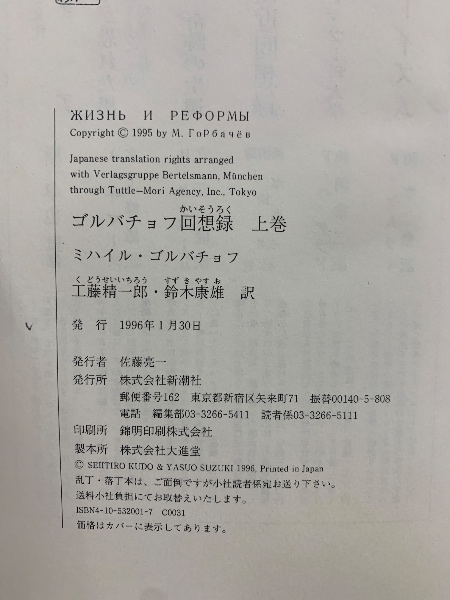 ЖИЗНЬ И РЕФОРМЫ
Copyright © 1995 by М. ГоРбачёв
Japanese translation rights arranged
with Verlagsgruppe Bertelsmann, München
through Tuttle-Mori Agency, Inc., Tokyo
かいそうろく
ゴルバチョフ回想録 上巻
ミハイル・ゴルバチョフ
くどうせいいちろう すずきやすお
工藤精一郎・鈴木康雄 訳
発行 1996年1月30日
発行者 佐藤亮一
発行所 株式会社新潮社
郵便番号162 東京都新宿区矢来町71 振替00140-5-808
電話 編集部03-3266-5411 読者係03-3266-5111
印刷所 錦明印刷株式会社
製本所 株式会社大進堂
© SEIITIRO KUDO & YASUO SUZUKI 1996, Printed in Japan
乱丁・落丁本は、ご面倒ですが小社読者係宛お送り下さい。
送料小社負担にてお取替えいたします。
ISBN4-10-532001-7 C0031
価格はカバーに表示してあります。